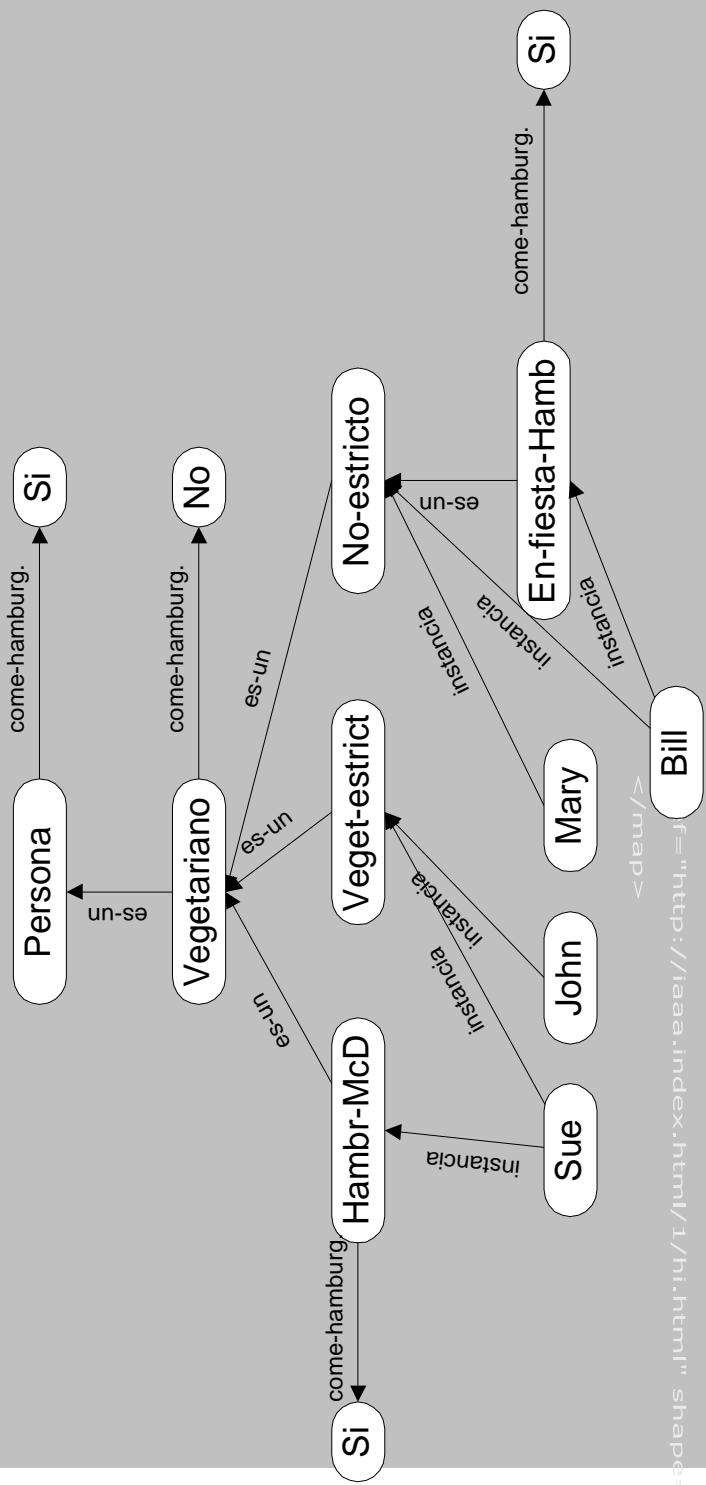 Persona
come-hamburg.
Si
es-un
Vegetariano
come-hamburg.
No
es-un
es-un
es-un
Si
come-hamburg.
Hambr-McD
Veget-estrict
No-estricto
instancia
instancia
instancia
instancia
instancia
es-un
instancia
Sue
John
Mary
En-fiesta-Hamb
come-hamburg.
Si
Bill
f="http://iaaa.index.html/1/hi.html" shape=
</map>